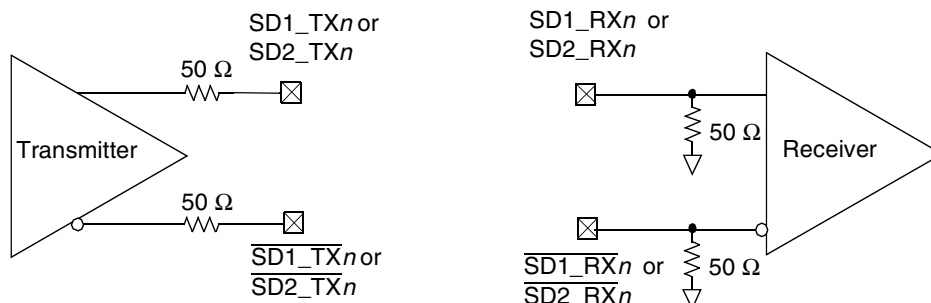 SD1_TXn or
SD2_TXn
50 Ω
Transmitter
50 Ω
SD1_TXn or
SD2_TXn
SD1_RXn or
SD2_RXn
50 Ω
Receiver
SD1_RXn or
SD2_RXn
50 Ω